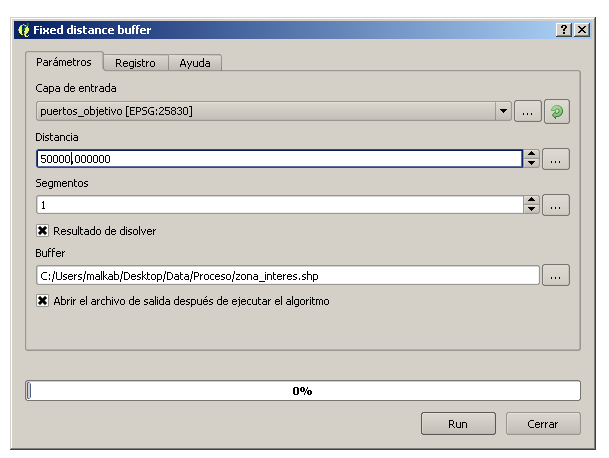 Fixed distance buffer
Parámetros Registro Ayuda
Capa de entrada
puertos_objetivo [EPSG:25830] ...
Distancia
50000,000000 ...
Segmentos
1 ...
Resultado de disolver
Buffer
C:/Users/malkab/Desktop/Data/Proceso/zona_interes.shp ...
Abrir el archivo de salida después de ejecutar el algoritmo
0%
Run Cerrar